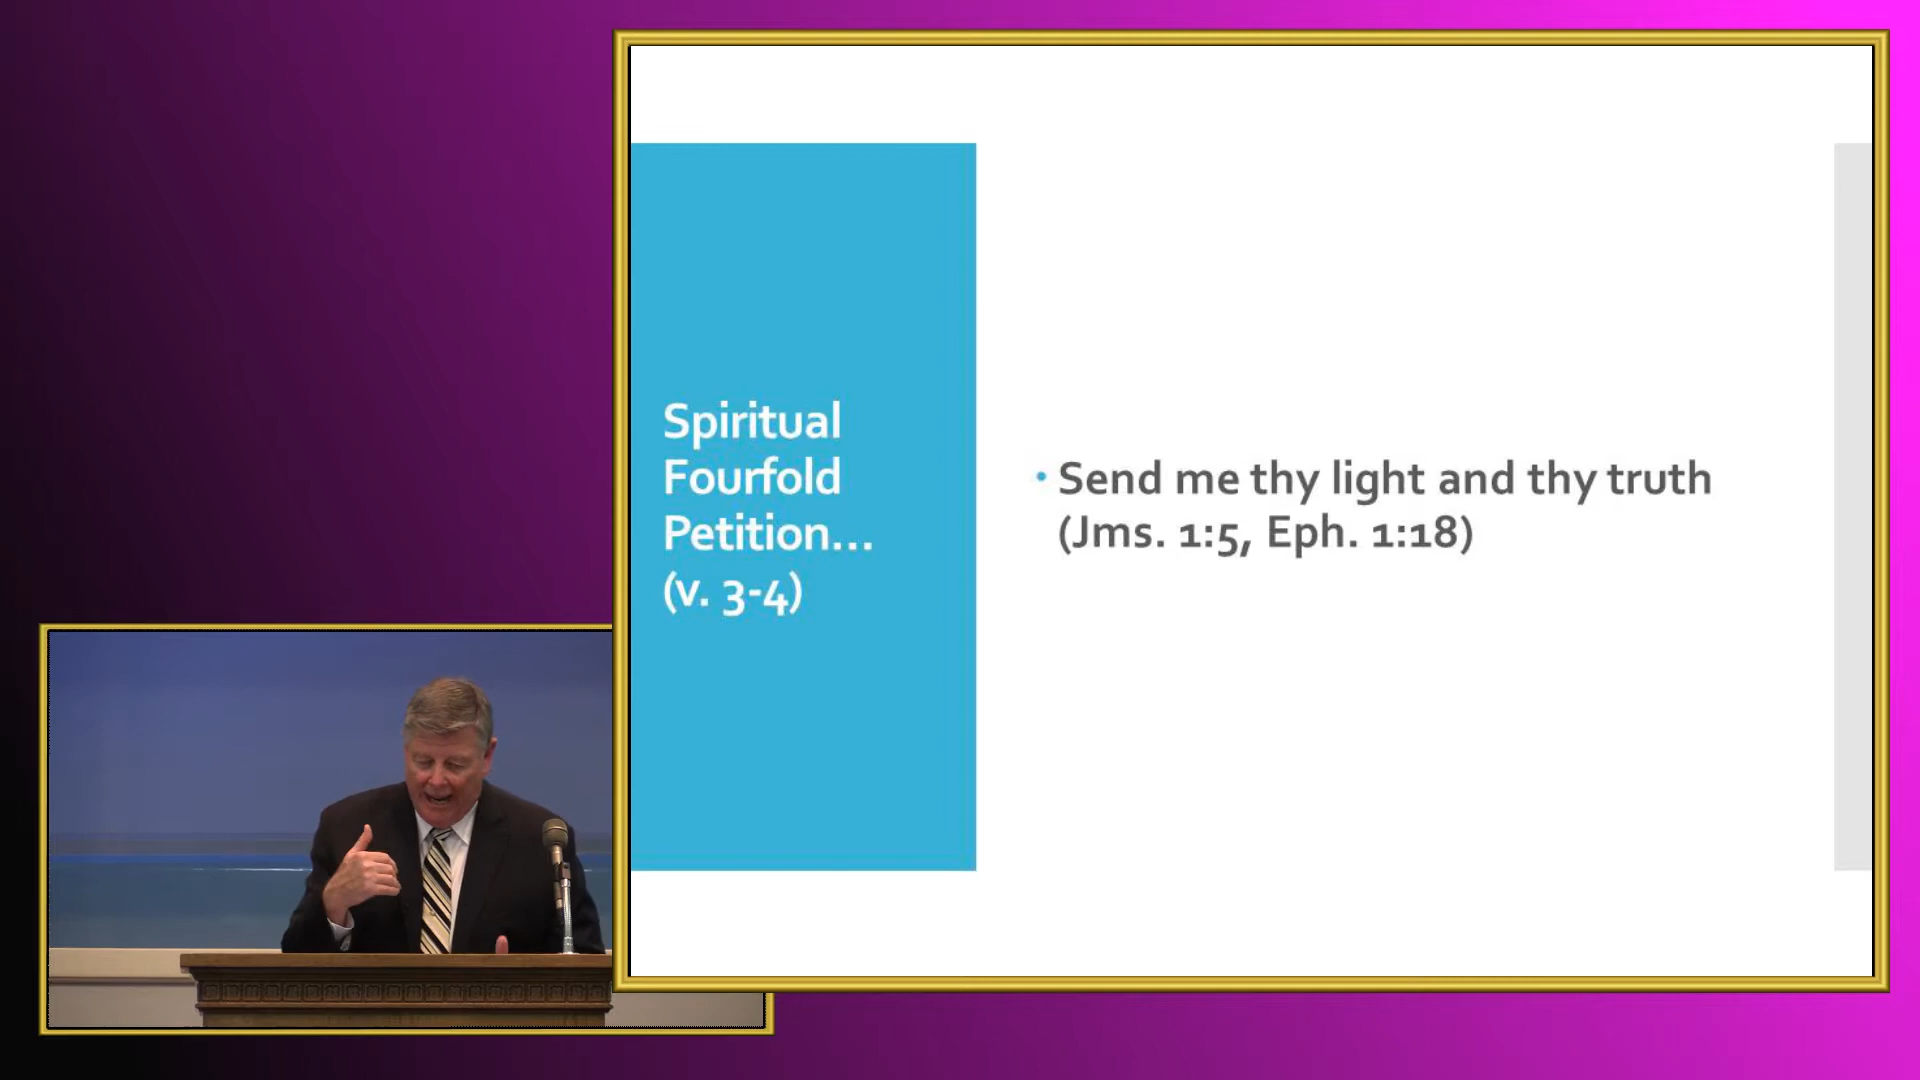 Spiritual
Fourfold
Petition...
(v. 3-4)
• Send me thy light and thy truth
(Jms. 1:5, Eph. 1:18)